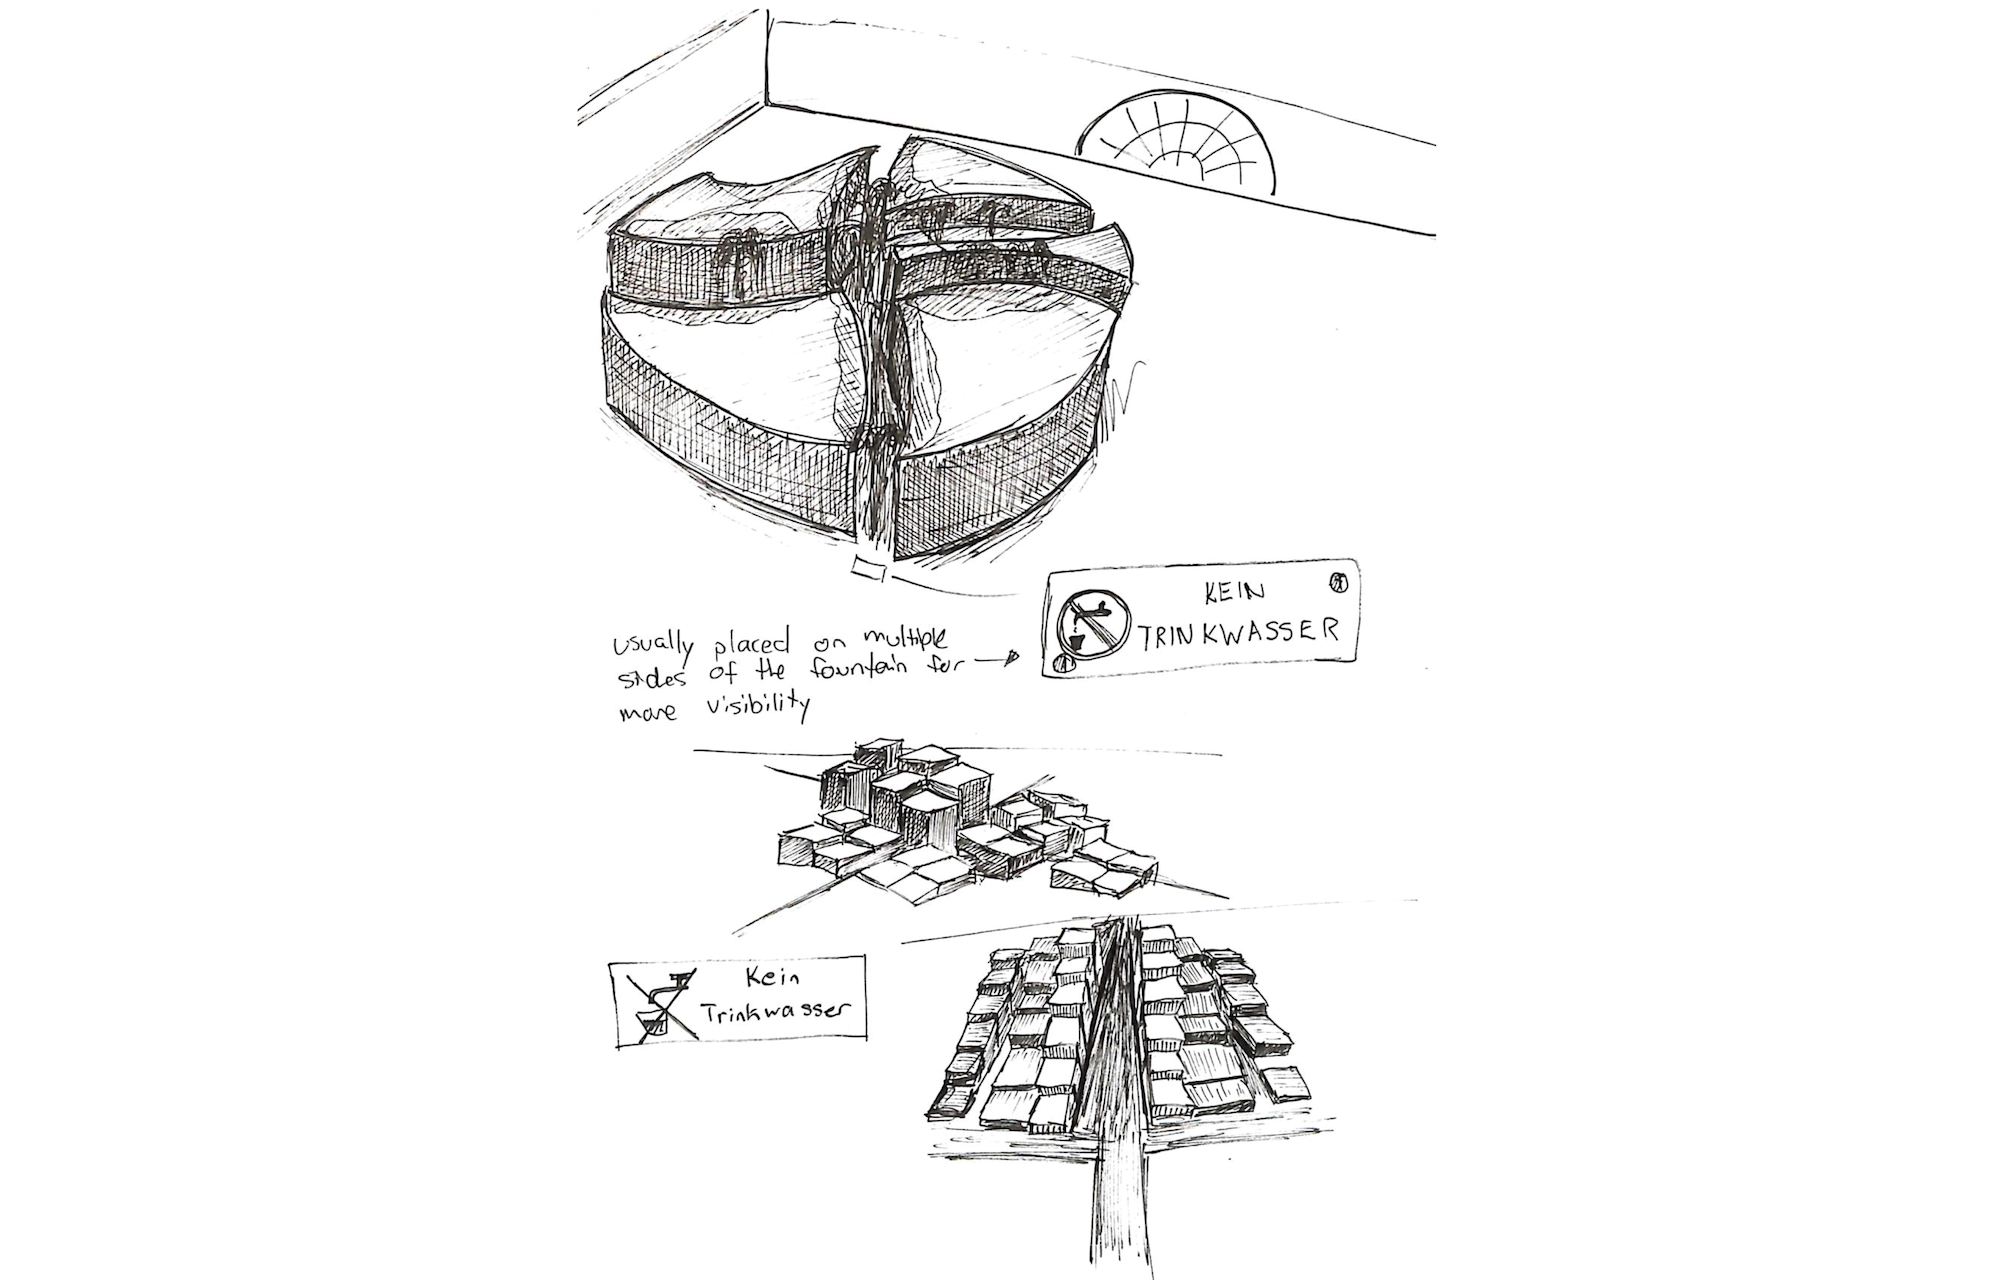 KEIN
TRINKWASSER
usually placed on multiple
sides of the fountain for
more visibility
Kein
Trinkwasser